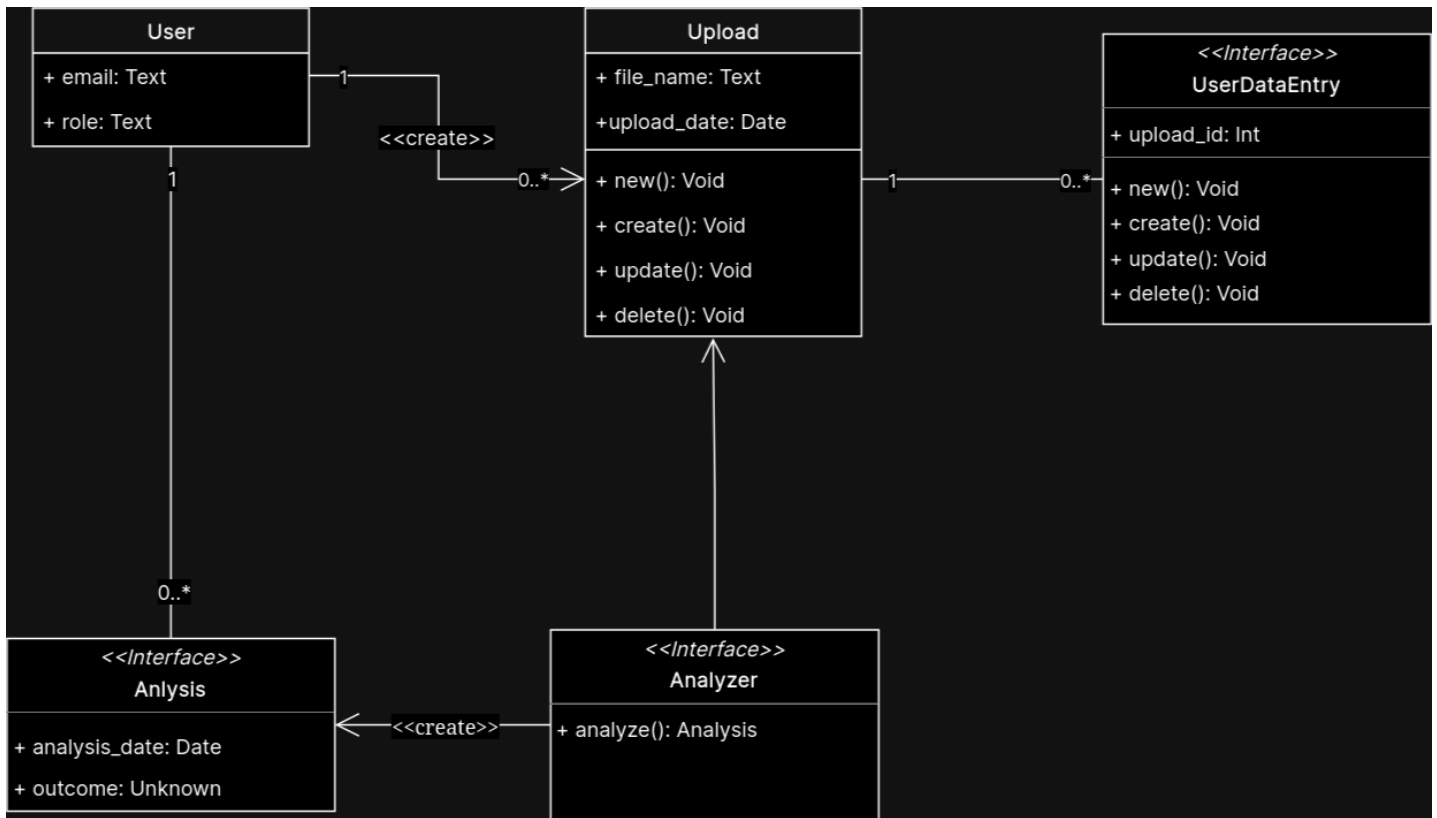 User
+ email: Text
+ role: Text
1
<<create>>
0..*
Upload
+ file_name: Text
+upload_date: Date
+ new(): Void
+ create(): Void
+ update(): Void
+ delete(): Void
1
0..*
<<Interface>>
UserDataEntry
+ upload_id: Int
+ new(): Void
+ create(): Void
+ update(): Void
+ delete(): Void
1
0..*
<<Interface>>
Anlysis
+ analysis_date: Date
+ outcome: Unknown
<<create>>
<<Interface>>
Analyzer
+ analyze(): Analysis